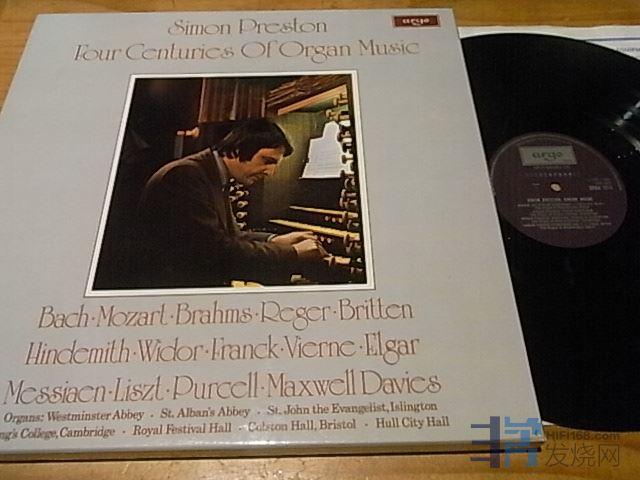 Simon Preston
argo
Four Centuries Of Organ Music
Bach·Mozart·Brahms·Reger·Britten
Hindemith·Widor·Franck·Vierne·Elgar
Messiaen·Liszt·Purcell·Maxwell Davies
Organs: Westminster Abbey · St. Alban's Abbey · St. John the Evangelist, Islington
ng's College, Cambridge · Royal Festival Hall · Colston Hall, Bristol · Hull City Hall
argo
HIFI168.com
发烧网